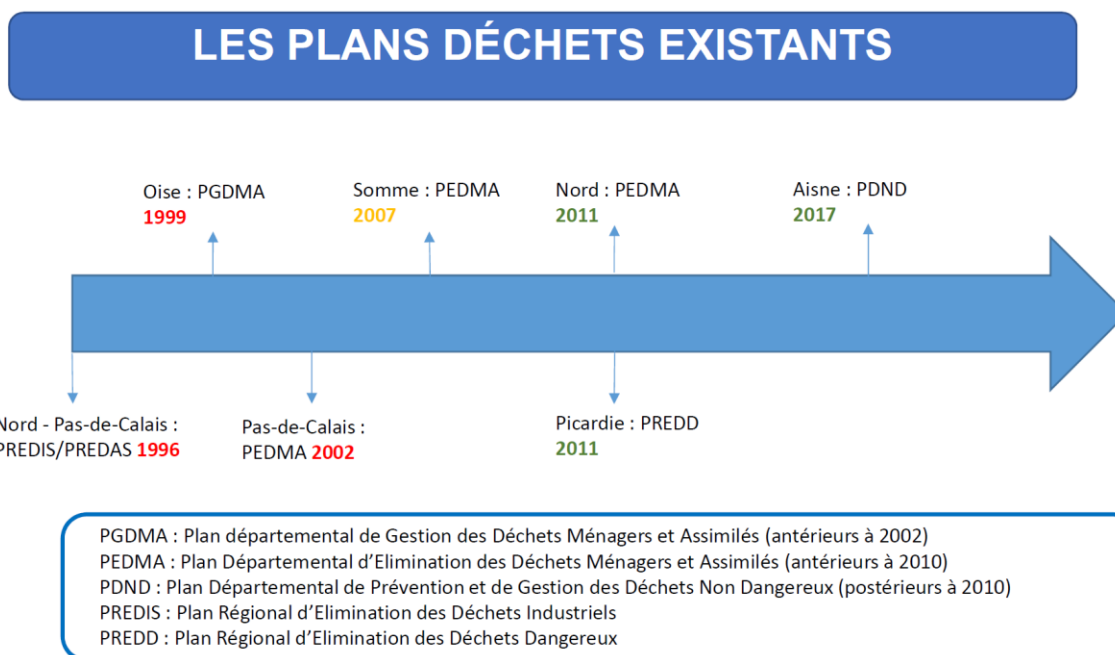 LES PLANS DÉCHETS EXISTANTS
Oise : PGDMA
1999
Somme : PEDMA
2007
Nord : PEDMA
2011
Aisne : PDND
2017
Nord - Pas-de-Calais :
PREDIS/PREDAS 1996
Pas-de-Calais :
PEDMA 2002
Picardie : PREDD
2011
PGDMA : Plan départemental de Gestion des Déchets Ménagers et Assimilés (antérieurs à 2002)
PEDMA : Plan Départemental d’Elimination des Déchets Ménagers et Assimilés (antérieurs à 2010)
PDND : Plan Départemental de Prévention et de Gestion des Déchets Non Dangereux (postérieurs à 2010)
PREDIS : Plan Régional d’Elimination des Déchets Industriels
PREDD : Plan Régional d’Elimination des Déchets Dangereux